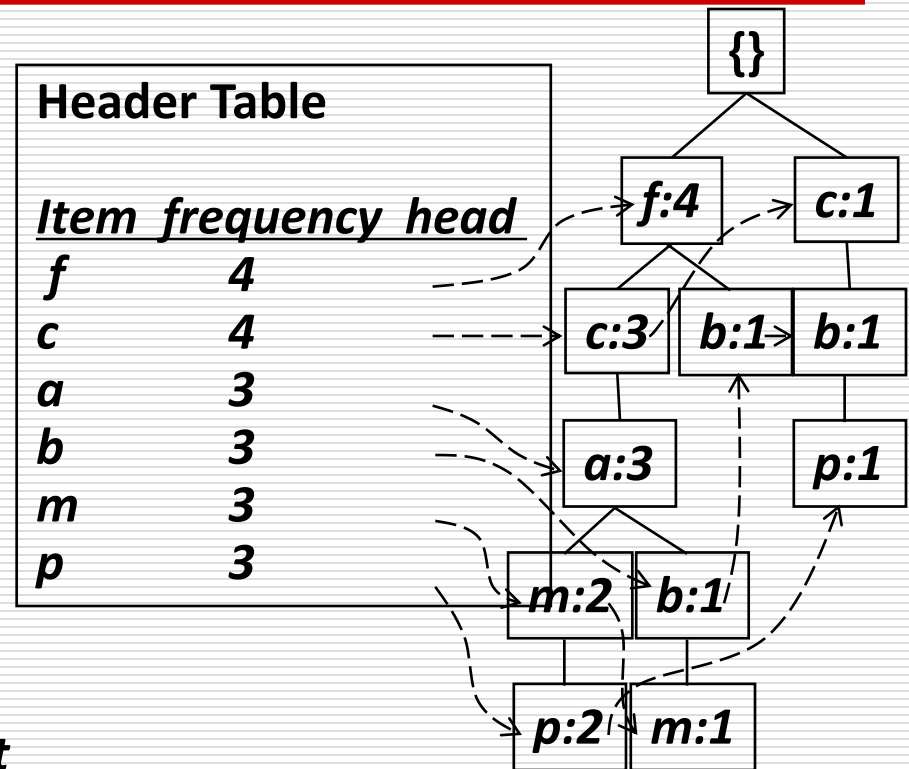 Header Table
Item frequency head
f 4
c 4
a 3
b 3
m 3
p 3
{}
f:4 c:1
c:3 b:1 b:1
a:3 p:1
m:2 b:1
p:2 m:1
t